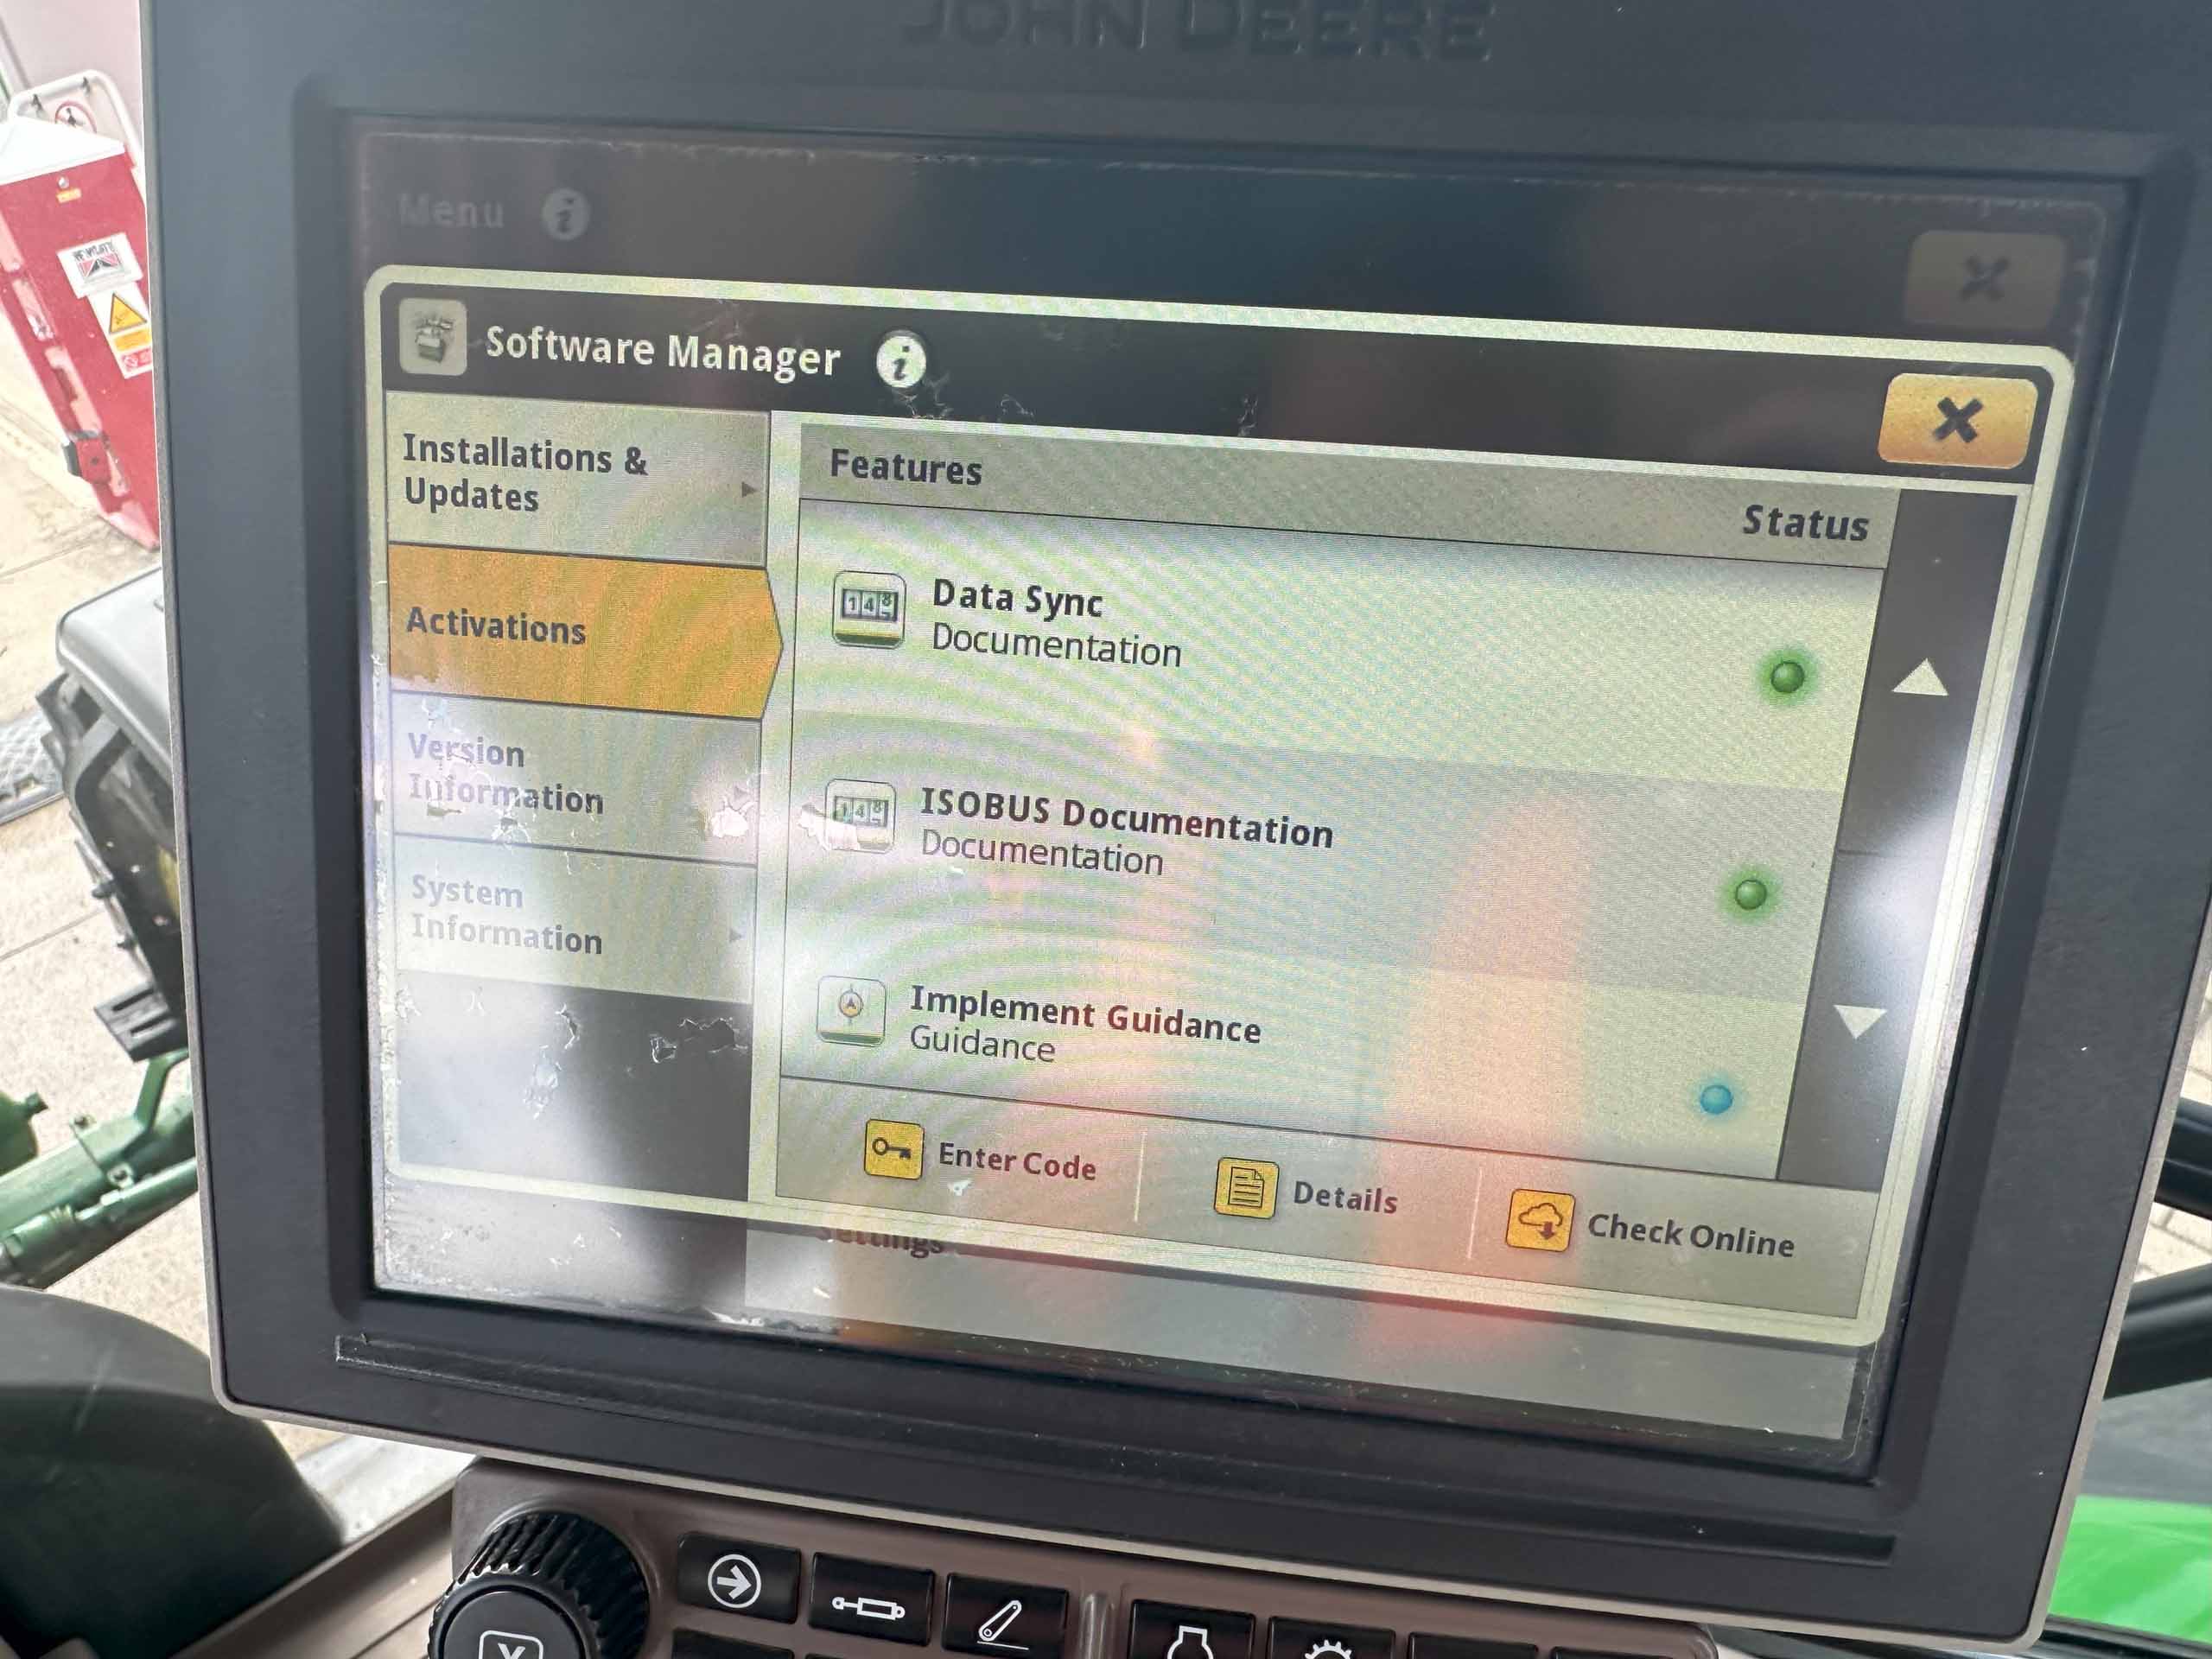 JOHN DEERE
Menu
Software Manager
Installations &
Updates
Activations
Version
Information
System
Information
Features
Status
Data Sync
Documentation
ISOBUS Documentation
Documentation
Implement Guidance
Guidance
Enter Code
Details
Check Online
Settings